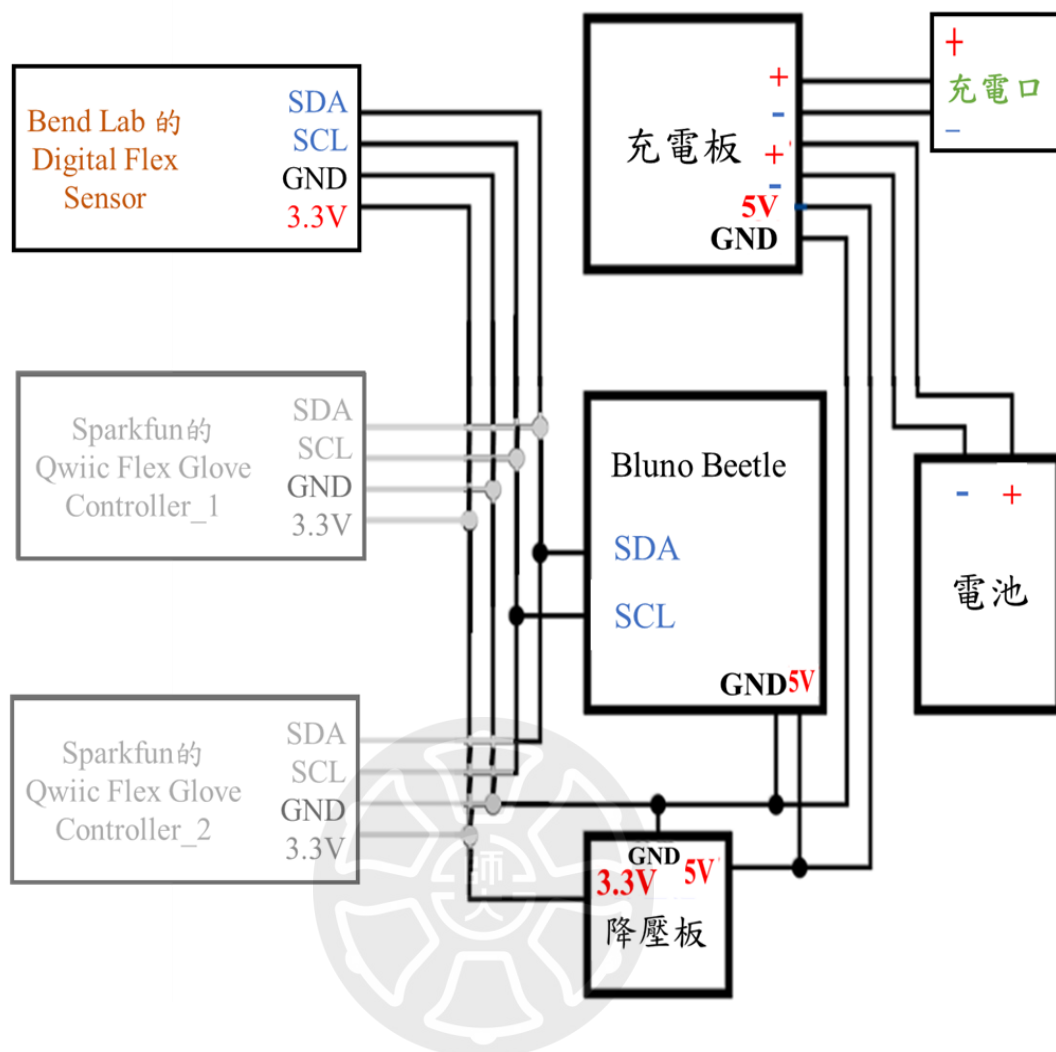 Bend Lab 的
Digital Flex
Sensor
SDA
SCL
GND
3.3V
充電板
+
-
+
-
5V
GND
+
充電口
-
Sparkfun的
Qwiic Flex Glove
Controller_1
SDA
SCL
GND
3.3V
Bluno Beetle
SDA
SCL
GND 5V
- +
電池
Sparkfun的
Qwiic Flex Glove
Controller_2
SDA
SCL
GND
3.3V
GND
3.3V 5V
降壓板
師大